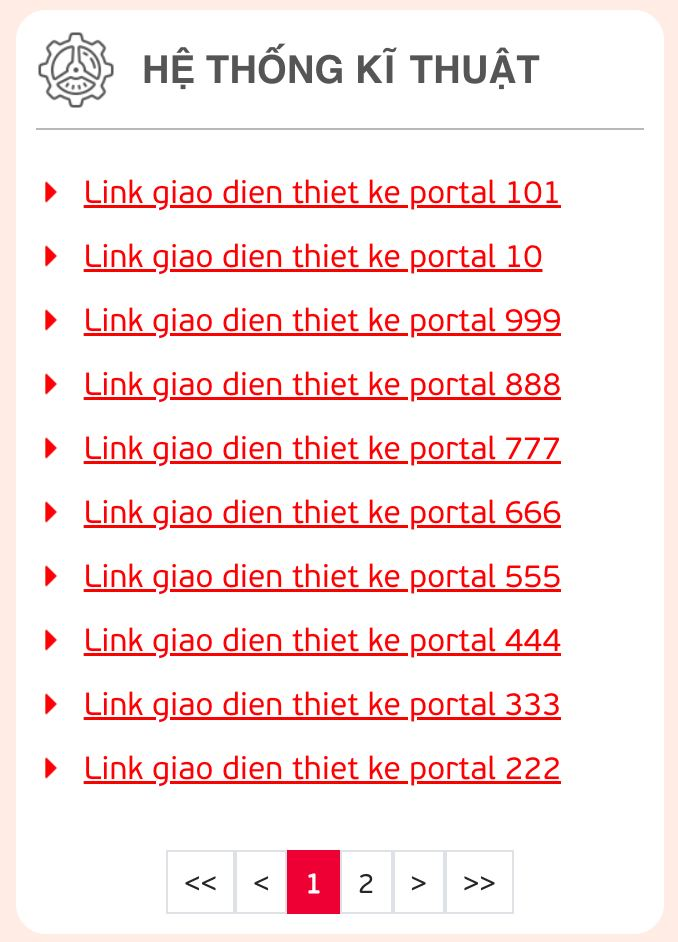 HỆ THỐNG KĨ THUẬT
Link giao dien thiet ke portal 101
Link giao dien thiet ke portal 10
Link giao dien thiet ke portal 999
Link giao dien thiet ke portal 888
Link giao dien thiet ke portal 777
Link giao dien thiet ke portal 666
Link giao dien thiet ke portal 555
Link giao dien thiet ke portal 444
Link giao dien thiet ke portal 333
Link giao dien thiet ke portal 222
<< < 1 2 > >>